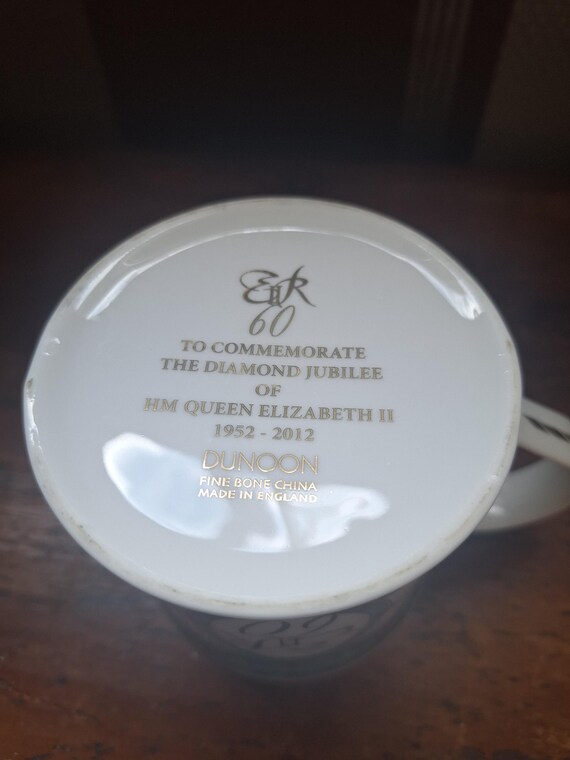 EIIR
60
TO COMMEMORATE
THE DIAMOND JUBILEE
OF
HM QUEEN ELIZABETH II
1952 - 2012
DUNOON
FINE BONE CHINA
MADE IN ENGLAND